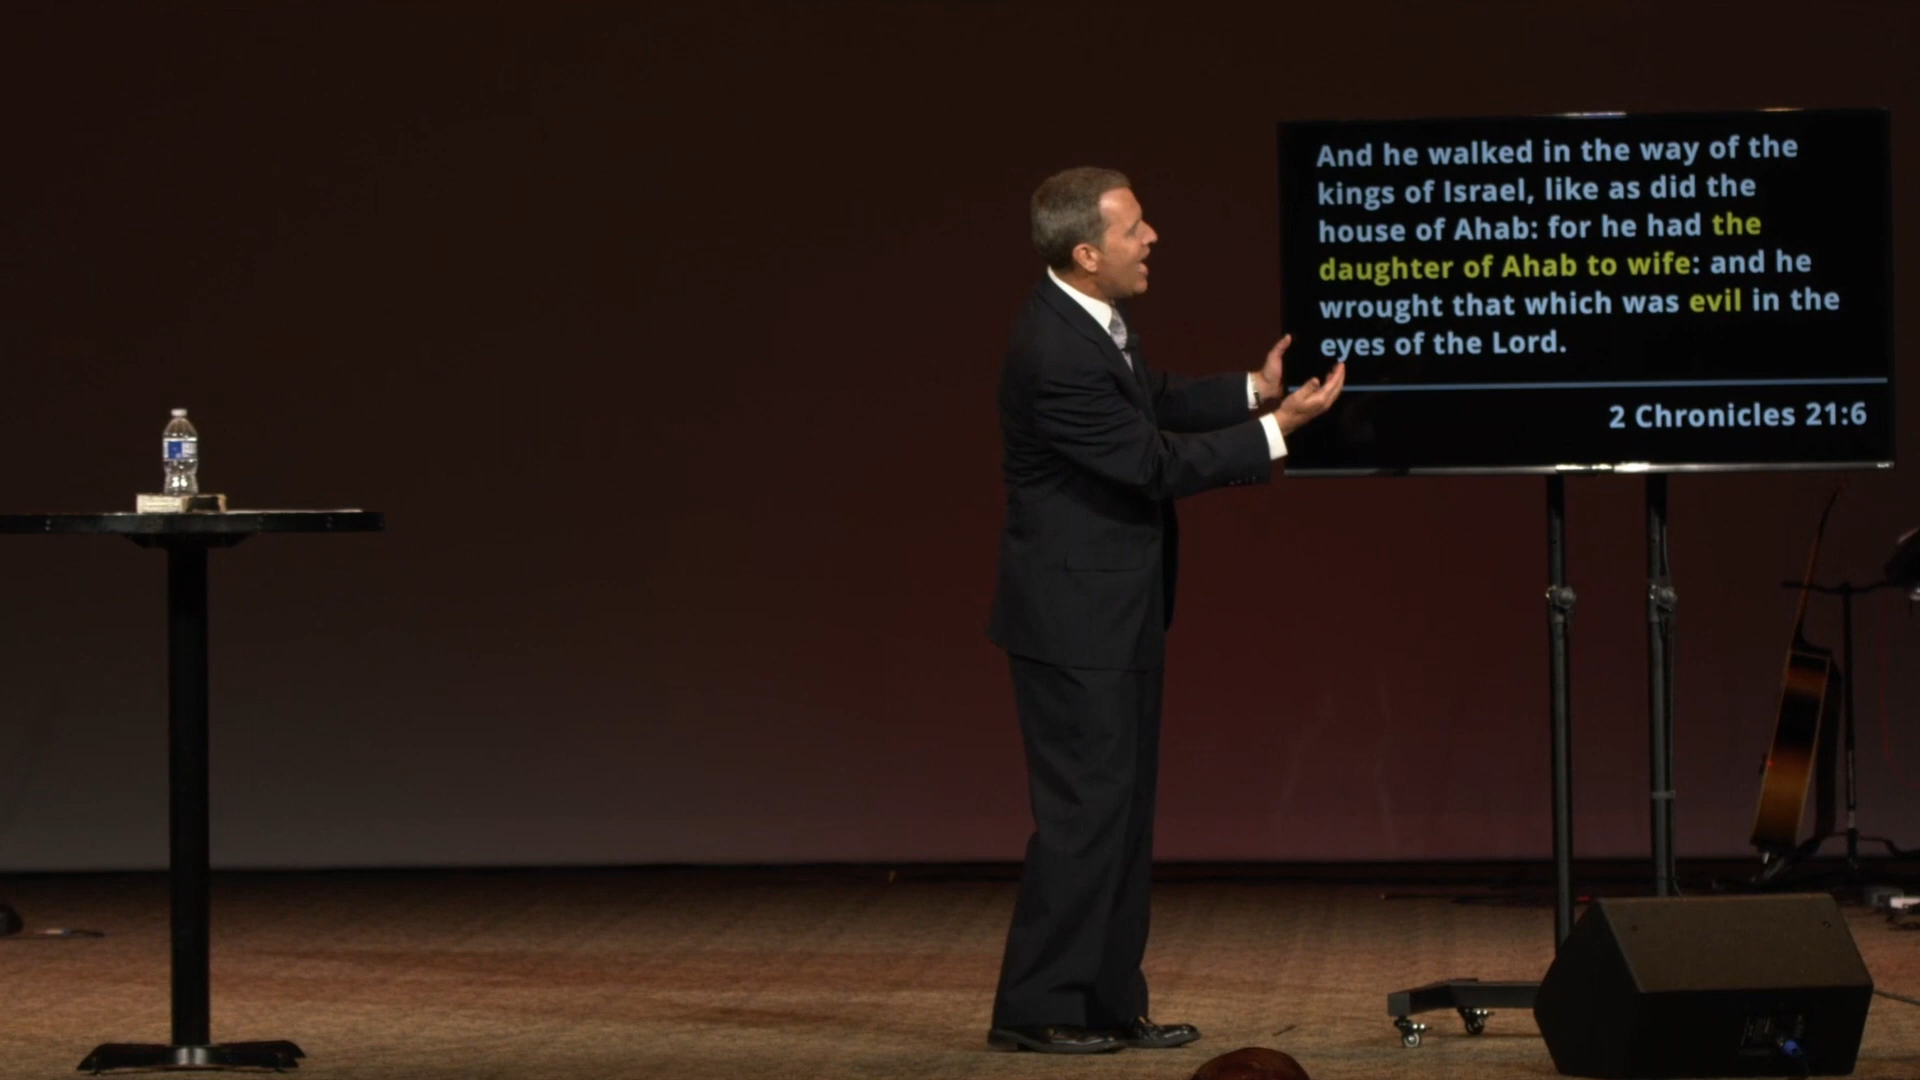 And he walked in the way of the
kings of Israel, like as did the
house of Ahab: for he had the
daughter of Ahab to wife: and he
wrought that which was evil in the
eyes of the Lord.
2 Chronicles 21:6